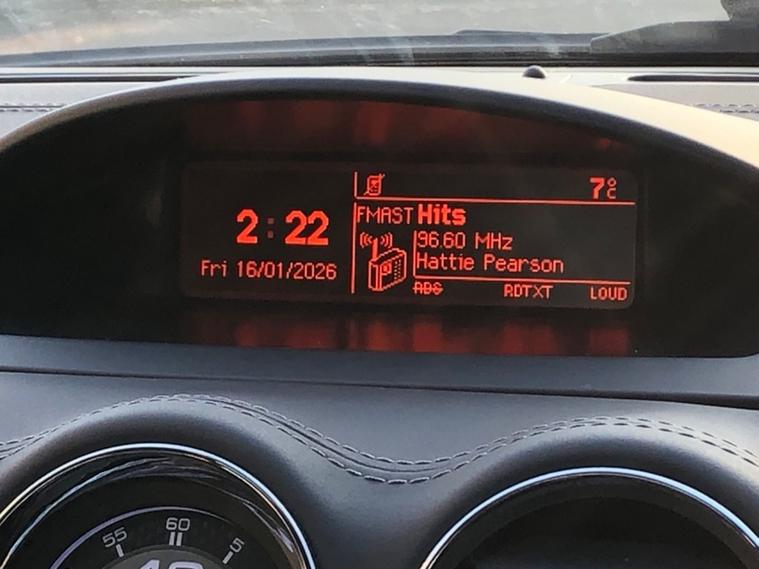 7°C
FMAST Hits
2:22
96.60 MHz
Hattie Pearson
Fri 16/01/2026
RDS RDTXT LOUD
55 60 5